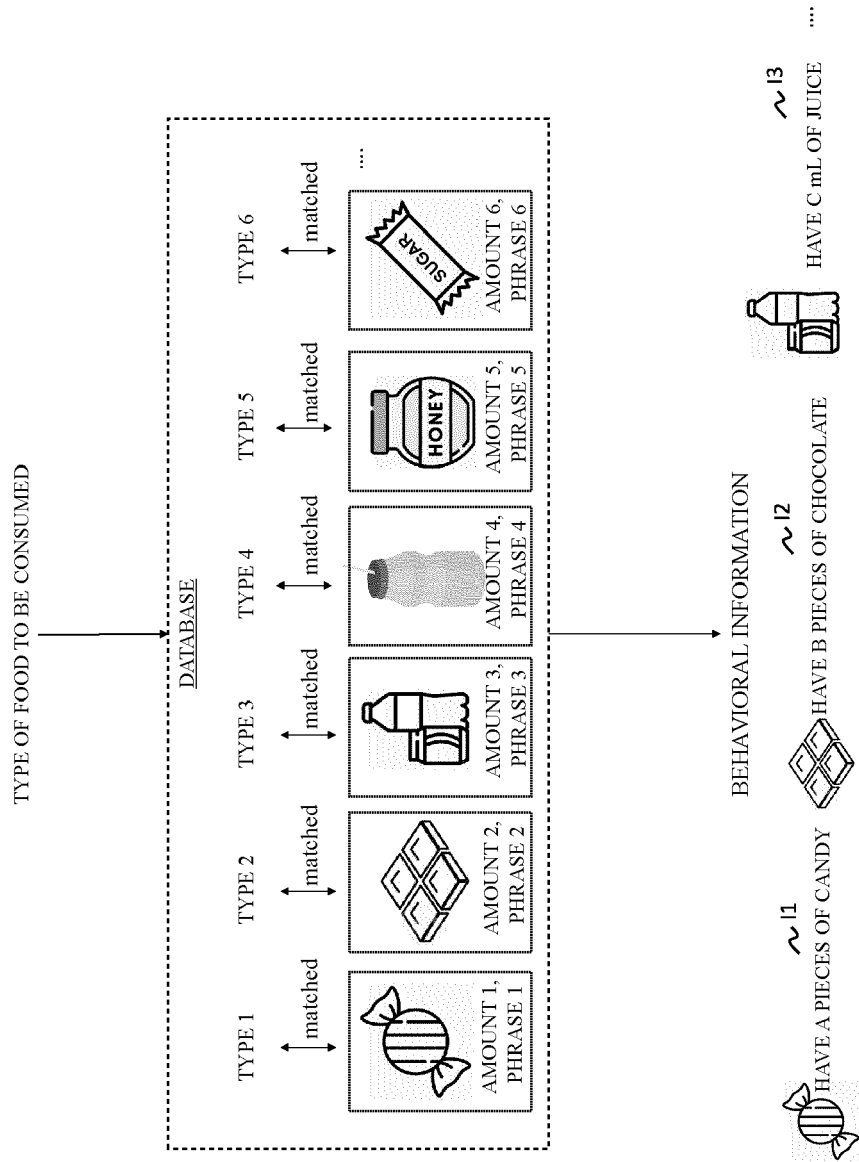 TYPE OF FOOD TO BE CONSUMED
DATABASE
TYPE 1
TYPE 2
TYPE 3
TYPE 4
TYPE 5
TYPE 6
matched
matched
matched
matched
matched
matched
....
AMOUNT 1,
PHRASE 1
AMOUNT 2,
PHRASE 2
AMOUNT 3,
PHRASE 3
AMOUNT 4,
PHRASE 4
HONEY
AMOUNT 5,
PHRASE 5
SUGAR
AMOUNT 6,
PHRASE 6
BEHAVIORAL INFORMATION
I1
HAVE A PIECES OF CANDY
I2
HAVE B PIECES OF CHOCOLATE
I3
HAVE C mL OF JUICE
....